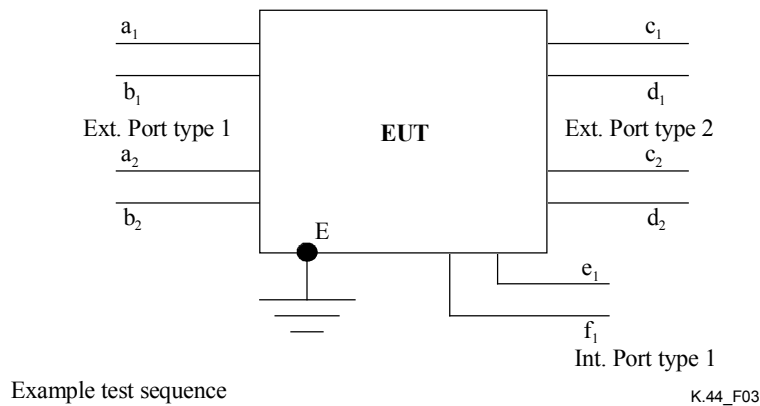 a₁
c₁
b₁
d₁
Ext. Port type 1
EUT
Ext. Port type 2
a₂
c₂
b₂
d₂
E
e₁
f₁
Int. Port type 1
Example test sequence
K.44_F03